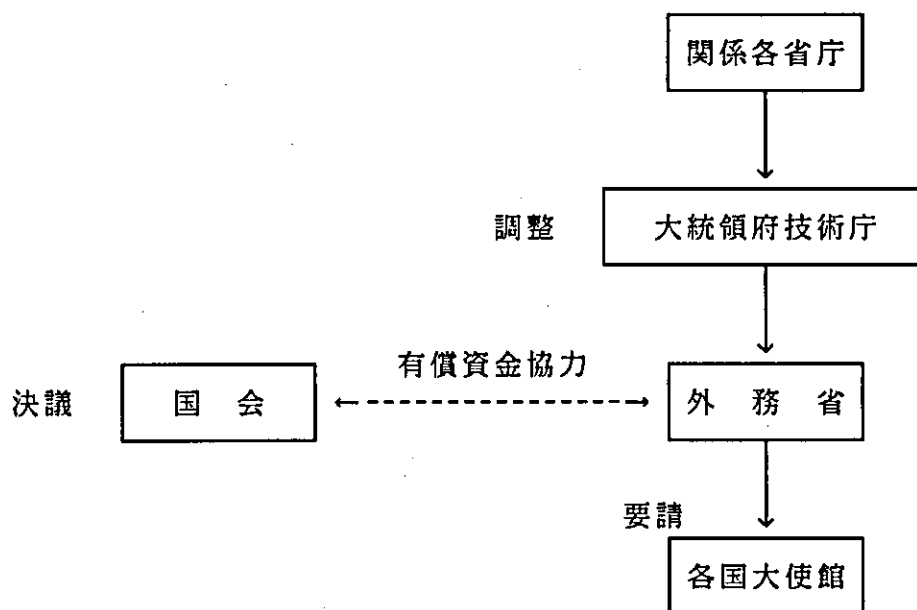 関係各省庁
調整 大統領府技術庁
有償資金協力
決議 国会 外務省
要請
各国大使館